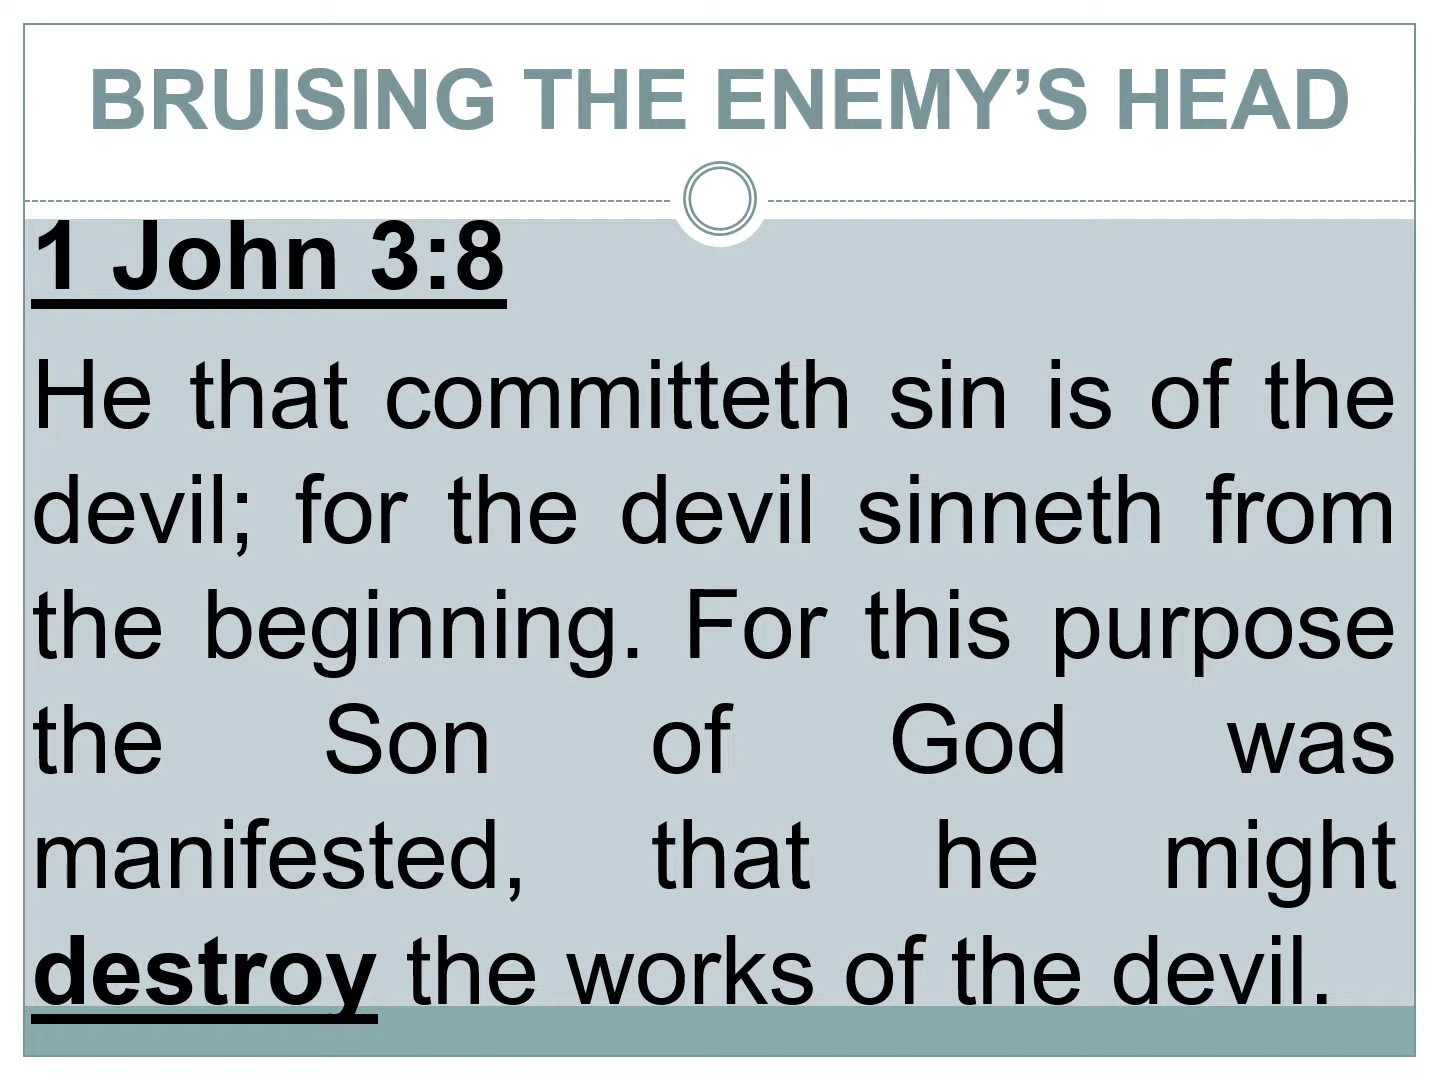 BRUISING THE ENEMY’S HEAD
1 John 3:8
He that committeth sin is of the
devil; for the devil sinneth from
the beginning. For this purpose
the Son of God was
manifested, that he might
destroy the works of the devil.